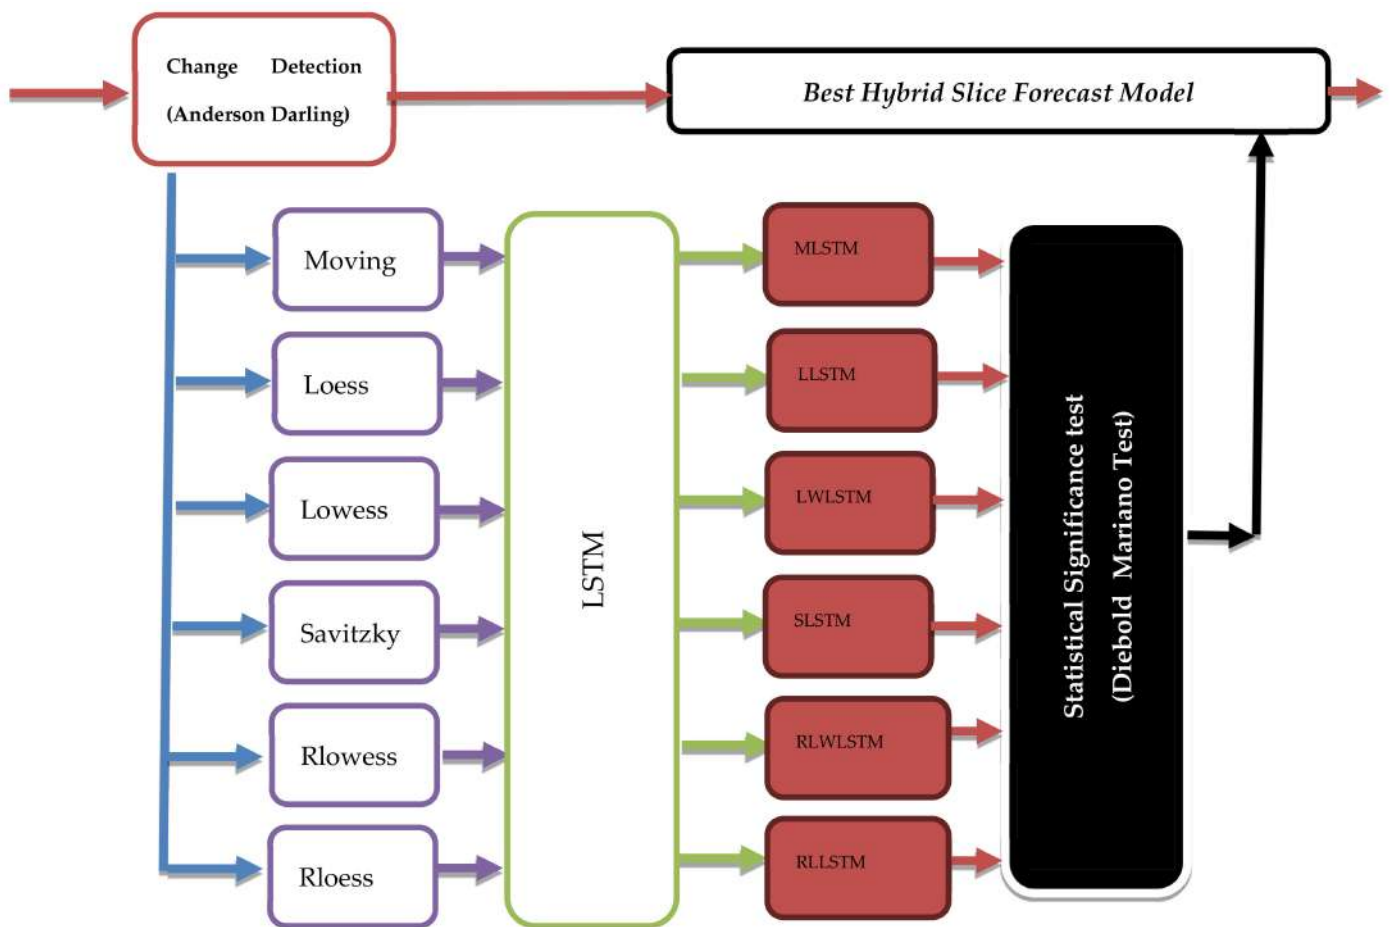 Change Detection
(Anderson Darling)
Best Hybrid Slice Forecast Model
Moving
Loess
Lowess
Savitzky
Rlowess
Rloess
LSTM
MLSTM
LLSTM
LWLSTM
SLSTM
RLWLSTM
RLLSTM
Statistical Significance test
(Diebold Mariano Test)